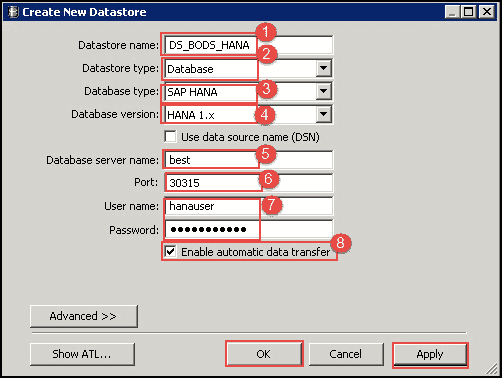 Create New Datastore
1
Datastore name: DS_BODS_HANA
2
Datastore type: Database
Database type: SAP HANA 3
Database version: HANA 1.x 4
Use data source name (DSN)
Database server name: best 5
Port: 30315 6
User name: hanauser 7
Password: ●●●●●●●●●●●
Enable automatic data transfer 8
Advanced >>
Show ATL... OK Cancel Apply